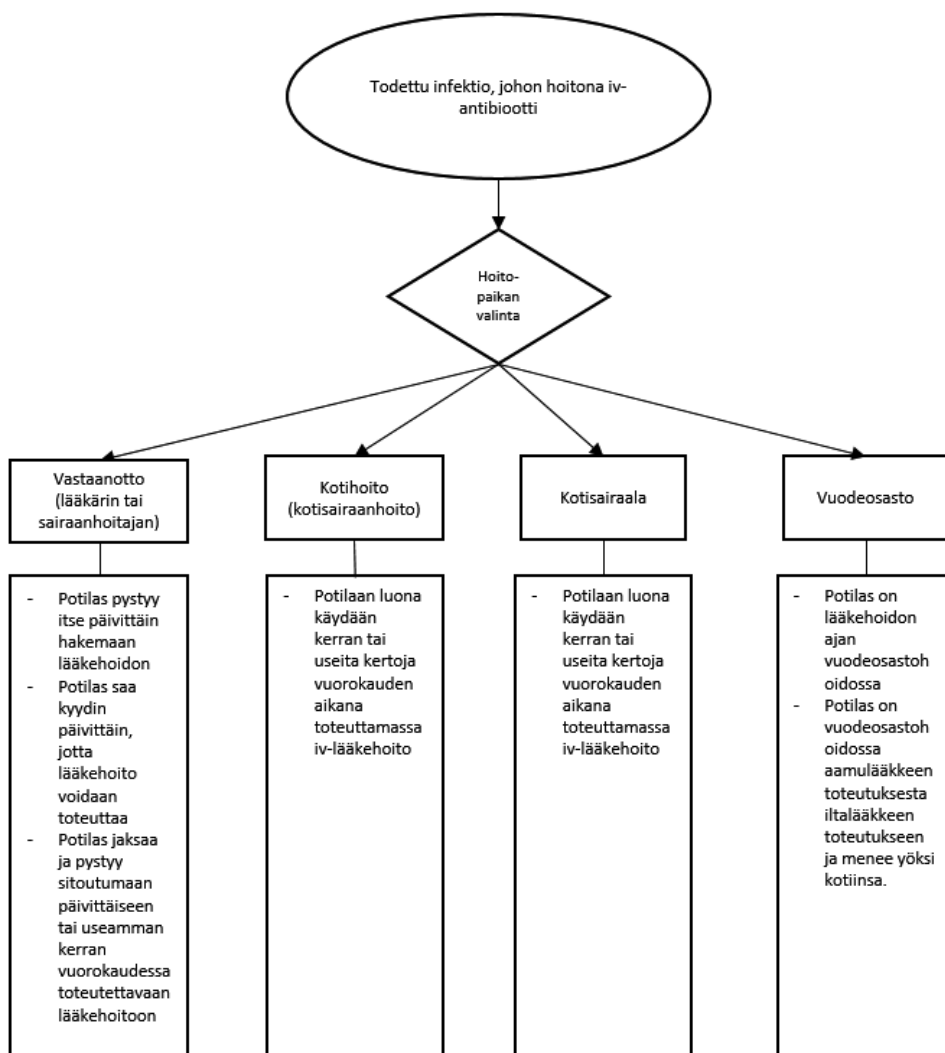 Todettu infektio, johon hoitona iv-
antibiootti
Hoito-
paikan
valinta
Vastaanotto
(lääkärin tai
sairaanhoitajan)
Kotihoito
(kotisairaanhoito)
Kotisairaala
Vuodeosasto
- Potilas pystyy
itse päivittäin
hakemaan
lääkehoidon
- Potilas saa
kyydin
päivittäin,
jotta
lääkehoito
voidaan
toteuttaa
- Potilas jaksaa
ja pystyy
sitoutumaan
päivittäiseen
tai useamman
kerran
vuorokaudessa
toteutettavaan
lääkehoitoon
- Potilaan luona
käydään
kerran tai
useita kertoja
vuorokauden
aikana
toteuttamassa
iv-lääkehoito
- Potilaan luona
käydään
kerran tai
useita kertoja
vuorokauden
aikana
toteuttamassa
iv-lääkehoito
- Potilas on
lääkehoidon
ajan
vuodeosastoh
oidossa
- Potilas on
vuodeosastoh
oidossa
aamulääkkeen
toteutuksesta
iltalääkkeen
toteutukseen
ja menee yöksi
kotiinsa.